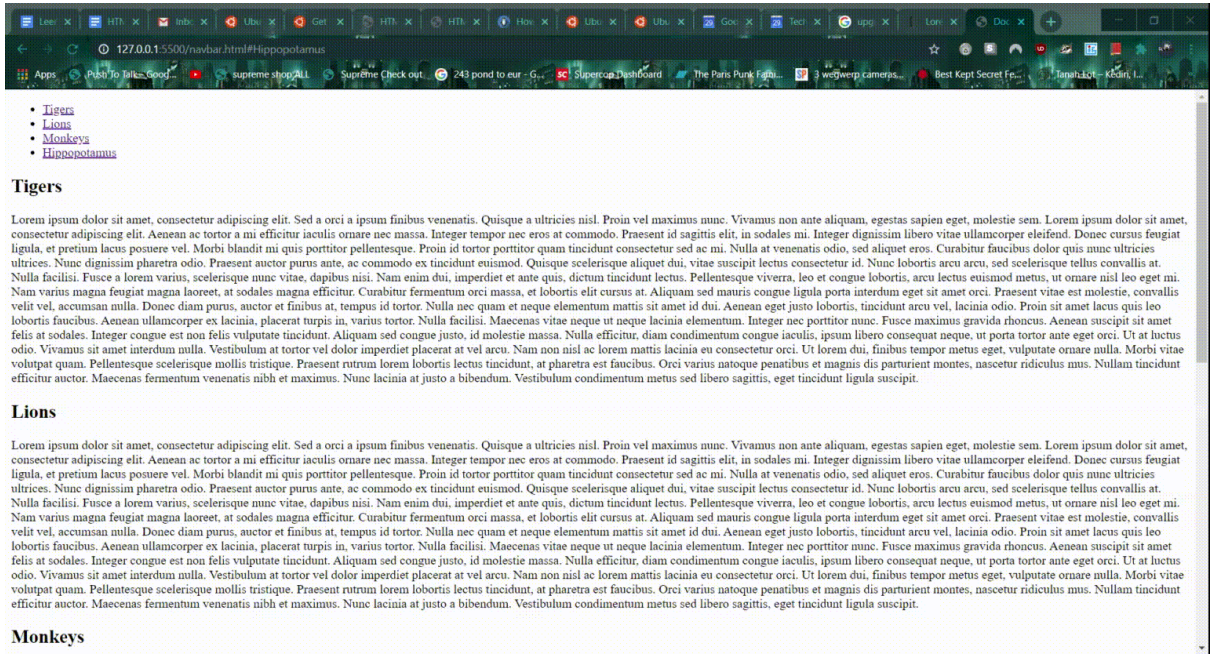 Leer
HTN
Inbc
Ubu
Get
HTN
HTN
How
Ubu
Ubu
Goo
Tect
upg
Lore
Doc
127.0.0.1:5500/navbar.html#Hippopotamus
Apps
Push To Talk - Goog...
supreme shop ALL
Supreme Check out
243 pond to eur - G...
Supercop Dashboard
The Paris Punk Fami...
3 wegwerp cameras...
Best Kept Secret Fe...
Tanah Lot – Kediri, I...
Tigers
Lions
Monkeys
Hippopotamus
Tigers
Lorem ipsum dolor sit amet, consectetur adipiscing elit. Sed a orci a ipsum finibus venenatis. Quisque a ultricies nisl. Proin vel maximus nunc. Vivamus non ante aliquam, egestas sapien eget, molestie sem. Lorem ipsum dolor sit amet,
consectetur adipiscing elit. Aenean ac tortor a mi efficitur iaculis ornare nec massa. Integer tempor nec eros at commodo. Praesent id sagittis elit, in sodales mi. Integer dignissim libero vitae ullamcorper eleifend. Donec cursus feugiat
ligula, et pretium lacus posuere vel. Morbi blandit mi quis porttitor pellentesque. Proin id tortor porttitor quam tincidunt consectetur sed ac mi. Nulla at venenatis odio, sed aliquet eros. Curabitur faucibus dolor quis nunc ultricies
ultrices. Nunc dignissim pharetra odio. Praesent auctor purus ante, ac commodo ex tincidunt euismod. Quisque scelerisque aliquet dui, vitae suscipit lectus consectetur id. Nunc lobortis arcu arcu, sed scelerisque tellus convallis at.
Nulla facilisi. Fusce a lorem varius, scelerisque nunc vitae, dapibus nisi. Nam enim dui, imperdiet et ante quis, dictum tincidunt lectus. Pellentesque viverra, leo et congue lobortis, arcu lectus euismod metus, ut ornare nisl leo eget mi.
Nam varius magna feugiat magna laoreet, at sodales magna efficitur. Curabitur fermentum orci massa, et lobortis elit cursus at. Aliquam sed mauris congue ligula porta interdum eget sit amet orci. Praesent vitae est molestie, convallis
velit vel, accumsan nulla. Donec diam purus, auctor et finibus at, tempus id tortor. Nulla nec quam et neque elementum mattis sit amet id dui. Aenean eget justo lobortis, tincidunt arcu vel, lacinia odio. Proin sit amet lacus quis leo
lobortis faucibus. Aenean ullamcorper ex lacinia, placerat turpis in, varius tortor. Nulla facilisi. Maecenas vitae neque ut neque lacinia elementum. Integer nec porttitor nunc. Fusce maximus gravida rhoncus. Aenean suscipit sit amet
felis at sodales. Integer congue est non felis vulputate tincidunt. Aliquam sed congue justo, id molestie massa. Nulla efficitur, diam condimentum congue iaculis, ipsum libero consequat neque, ut porta tortor ante eget orci. Ut at luctus
odio. Vivamus sit amet interdum nulla. Vestibulum at tortor vel dolor imperdiet placerat at vel arcu. Nam non nisl ac lorem mattis lacinia eu consectetur orci. Ut lorem dui, finibus tempor metus eget, vulputate ornare nulla. Morbi vitae
volutpat quam. Pellentesque scelerisque mollis tristique. Praesent rutrum lorem lobortis lectus tincidunt, at pharetra est faucibus. Orci varius natoque penatibus et magnis dis parturient montes, nascetur ridiculus mus. Nullam tincidunt
efficitur auctor. Maecenas fermentum venenatis nibh et maximus. Nunc lacinia at justo a bibendum. Vestibulum condimentum metus sed libero sagittis, eget tincidunt ligula suscipit.
Lions
Lorem ipsum dolor sit amet, consectetur adipiscing elit. Sed a orci a ipsum finibus venenatis. Quisque a ultricies nisl. Proin vel maximus nunc. Vivamus non ante aliquam, egestas sapien eget, molestie sem. Lorem ipsum dolor sit amet,
consectetur adipiscing elit. Aenean ac tortor a mi efficitur iaculis ornare nec massa. Integer tempor nec eros at commodo. Praesent id sagittis elit, in sodales mi. Integer dignissim libero vitae ullamcorper eleifend. Donec cursus feugiat
ligula, et pretium lacus posuere vel. Morbi blandit mi quis porttitor pellentesque. Proin id tortor porttitor quam tincidunt consectetur sed ac mi. Nulla at venenatis odio, sed aliquet eros. Curabitur faucibus dolor quis nunc ultricies
ultrices. Nunc dignissim pharetra odio. Praesent auctor purus ante, ac commodo ex tincidunt euismod. Quisque scelerisque aliquet dui, vitae suscipit lectus consectetur id. Nunc lobortis arcu arcu, sed scelerisque tellus convallis at.
Nulla facilisi. Fusce a lorem varius, scelerisque nunc vitae, dapibus nisi. Nam enim dui, imperdiet et ante quis, dictum tincidunt lectus. Pellentesque viverra, leo et congue lobortis, arcu lectus euismod metus, ut ornare nisl leo eget mi.
Nam varius magna feugiat magna laoreet, at sodales magna efficitur. Curabitur fermentum orci massa, et lobortis elit cursus at. Aliquam sed mauris congue ligula porta interdum eget sit amet orci. Praesent vitae est molestie, convallis
velit vel, accumsan nulla. Donec diam purus, auctor et finibus at, tempus id tortor. Nulla nec quam et neque elementum mattis sit amet id dui. Aenean eget justo lobortis, tincidunt arcu vel, lacinia odio. Proin sit amet lacus quis leo
lobortis faucibus. Aenean ullamcorper ex lacinia, placerat turpis in, varius tortor. Nulla facilisi. Maecenas vitae neque ut neque lacinia elementum. Integer nec porttitor nunc. Fusce maximus gravida rhoncus. Aenean suscipit sit amet
felis at sodales. Integer congue est non felis vulputate tincidunt. Aliquam sed congue justo, id molestie massa. Nulla efficitur, diam condimentum congue iaculis, ipsum libero consequat neque, ut porta tortor ante eget orci. Ut at luctus
odio. Vivamus sit amet interdum nulla. Vestibulum at tortor vel dolor imperdiet placerat at vel arcu. Nam non nisl ac lorem mattis lacinia eu consectetur orci. Ut lorem dui, finibus tempor metus eget, vulputate ornare nulla. Morbi vitae
volutpat quam. Pellentesque scelerisque mollis tristique. Praesent rutrum lorem lobortis lectus tincidunt, at pharetra est faucibus. Orci varius natoque penatibus et magnis dis parturient montes, nascetur ridiculus mus. Nullam tincidunt
efficitur auctor. Maecenas fermentum venenatis nibh et maximus. Nunc lacinia at justo a bibendum. Vestibulum condimentum metus sed libero sagittis, eget tincidunt ligula suscipit.
Monkeys